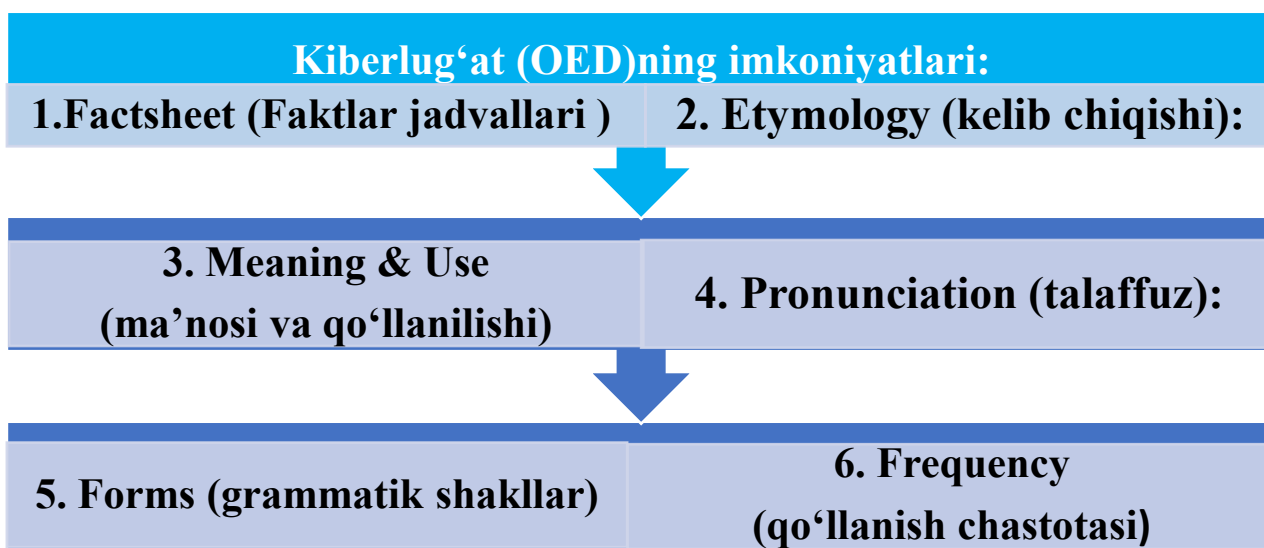 Kiberlug‘at (OED)ning imkoniyatlari:
1.Factsheet (Faktlar jadvallari )
2. Etymology (kelib chiqishi):
3. Meaning & Use
(ma’nosi va qo‘llanilishi)
4. Pronunciation (talaffuz):
5. Forms (grammatik shakllar)
6. Frequency
(qo‘llanish chastotasi)